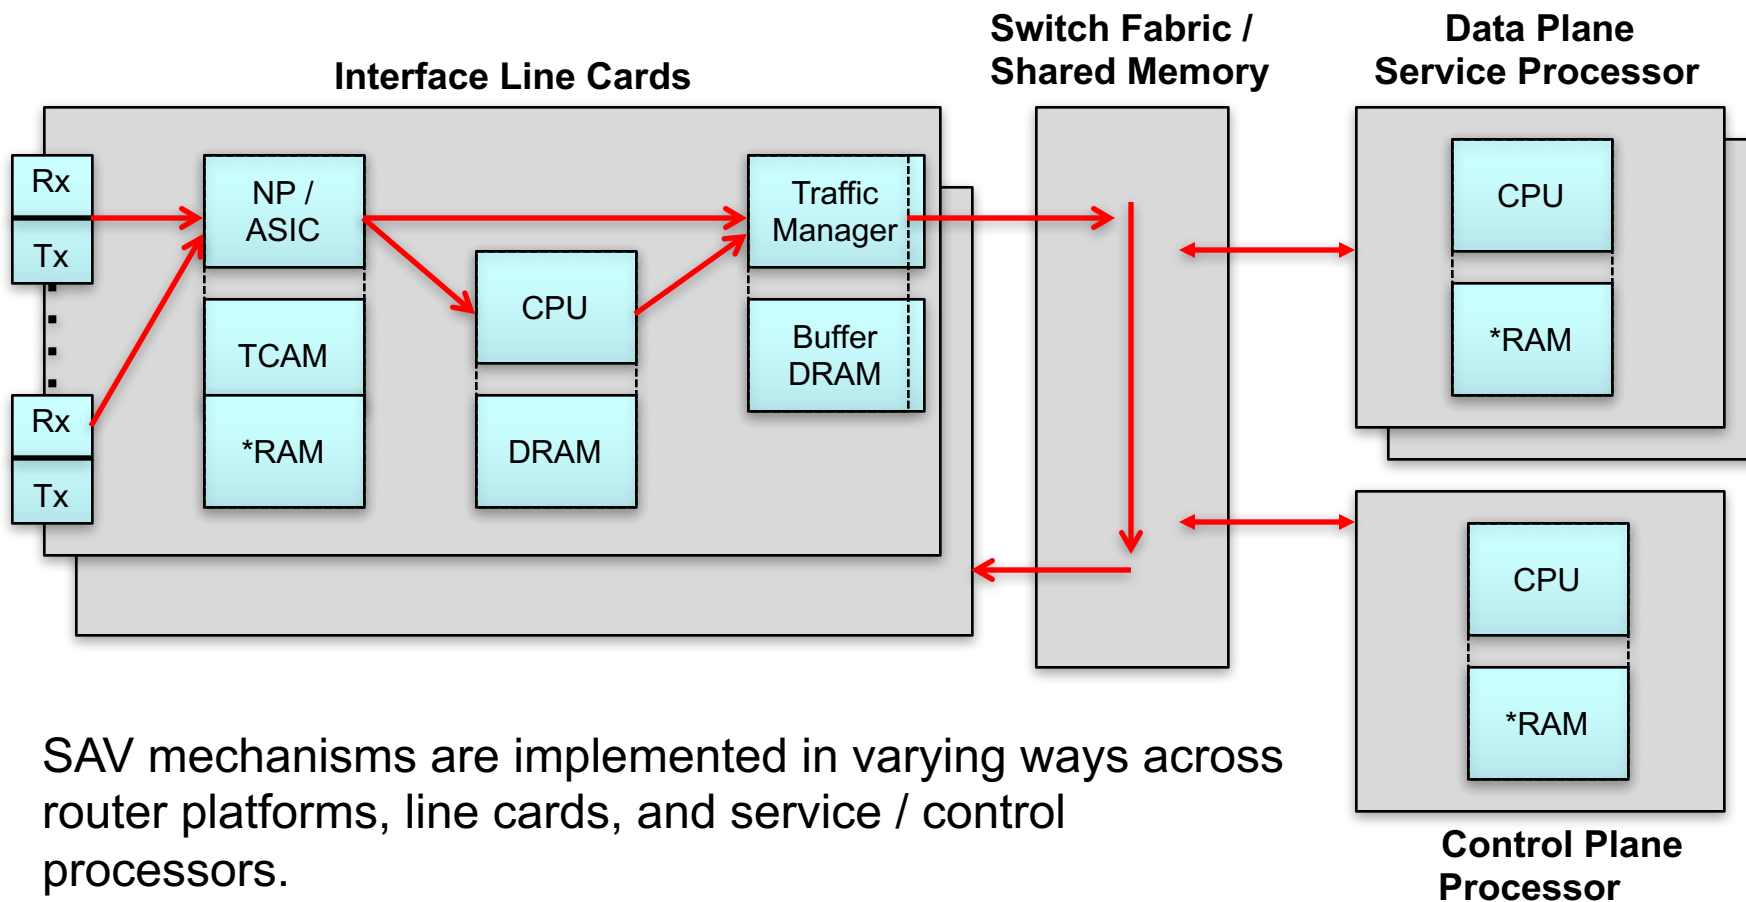 Switch Fabric /
Shared Memory
Data Plane
Service Processor
Interface Line Cards
Rx
Tx
Rx
Tx
NP /
ASIC
TCAM
*RAM
CPU
DRAM
Traffic
Manager
Buffer
DRAM
CPU
*RAM
CPU
*RAM
Control Plane
Processor
SAV mechanisms are implemented in varying ways across
router platforms, line cards, and service / control
processors.